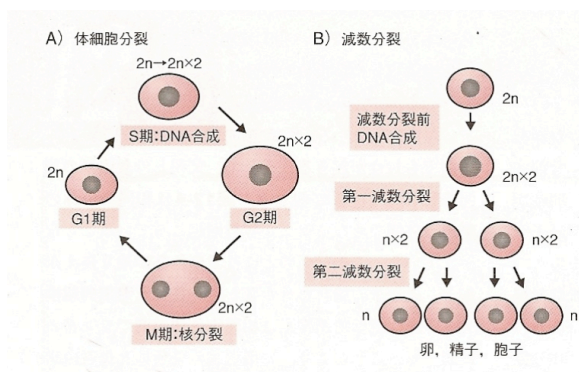 A）体細胞分裂
2n→2n×2
S期:DNA合成
2n
2n×2
G1期
G2期
2n×2
M期:核分裂
B）減数分裂
2n
減数分裂前
DNA合成
2n×2
第一減数分裂
n×2
n×2
第二減数分裂
n
n
卵，精子，胞子